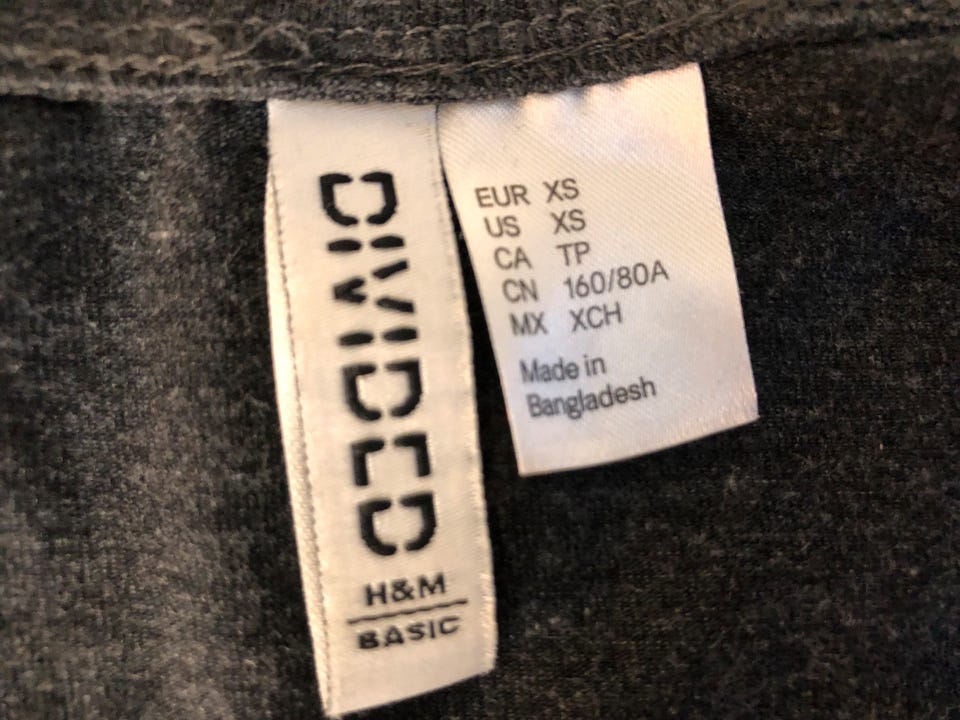 DIVIDED
H&M
BASIC
EUR XS
US XS
CA TP
CN 160/80A
MX XCH
Made in
Bangladesh